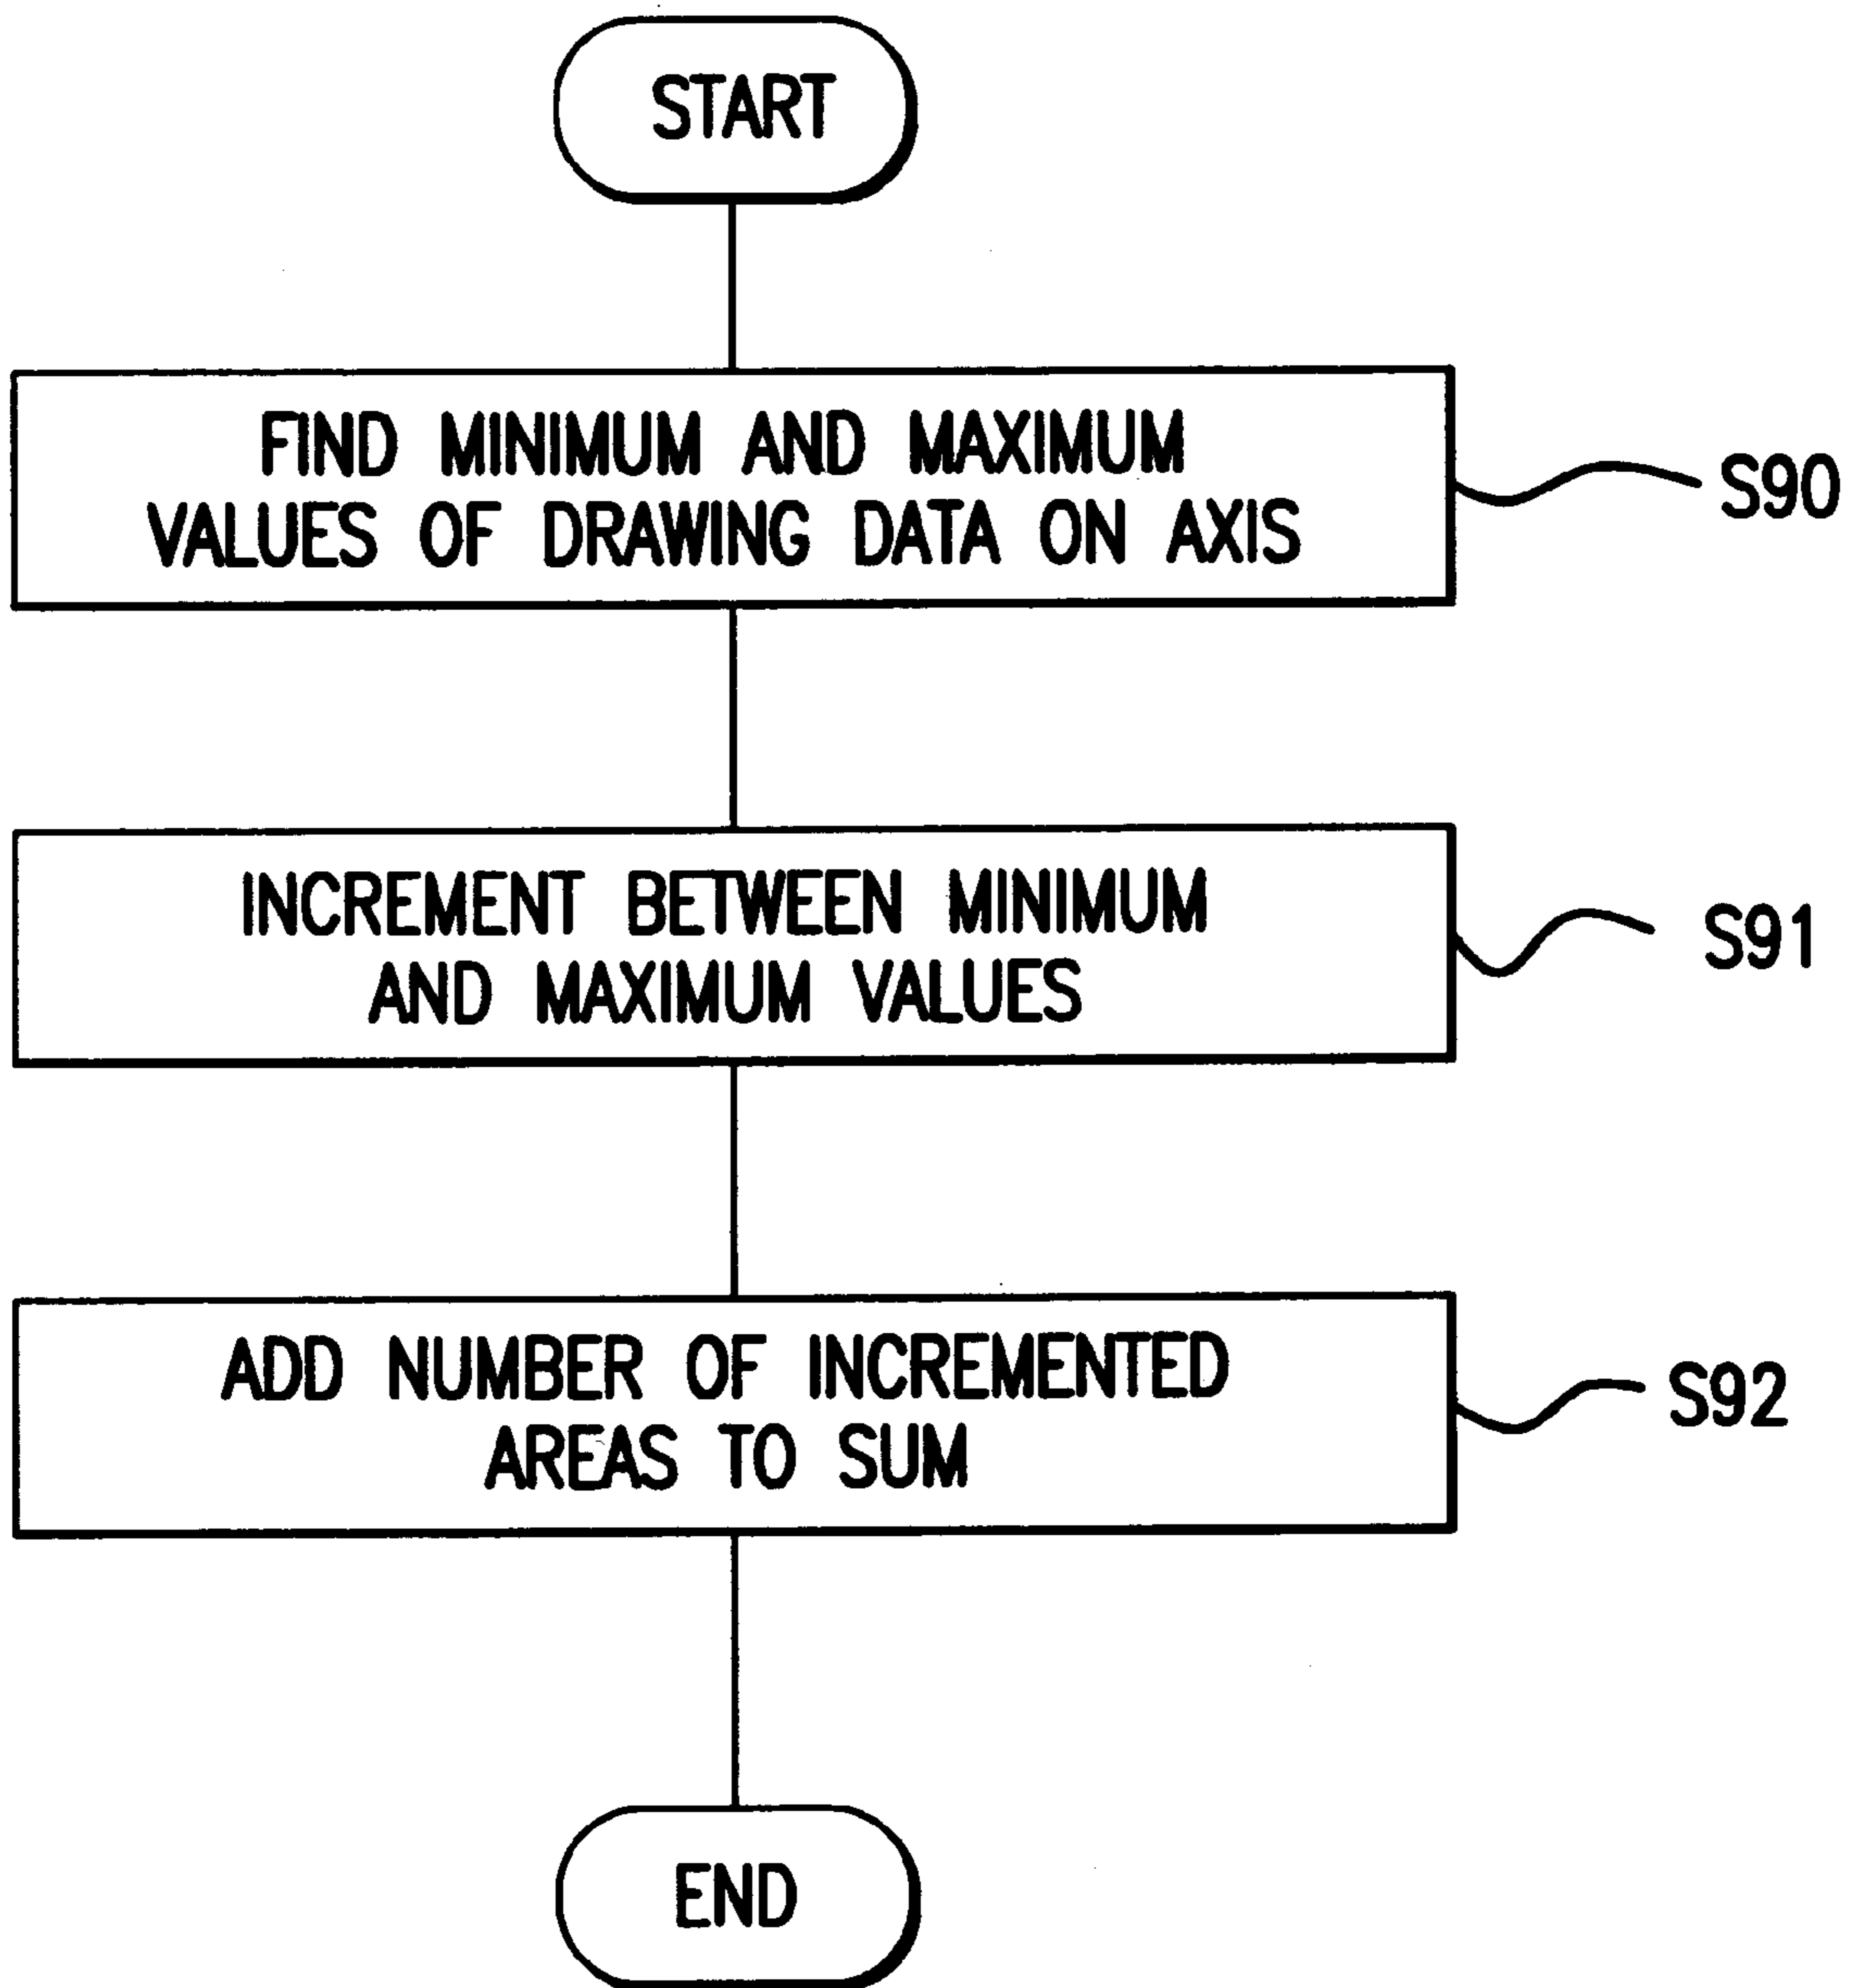 START
FIND MINIMUM AND MAXIMUM
VALUES OF DRAWING DATA ON AXIS
S90
INCREMENT BETWEEN MINIMUM
AND MAXIMUM VALUES
S91
ADD NUMBER OF INCREMENTED
AREAS TO SUM
S92
END